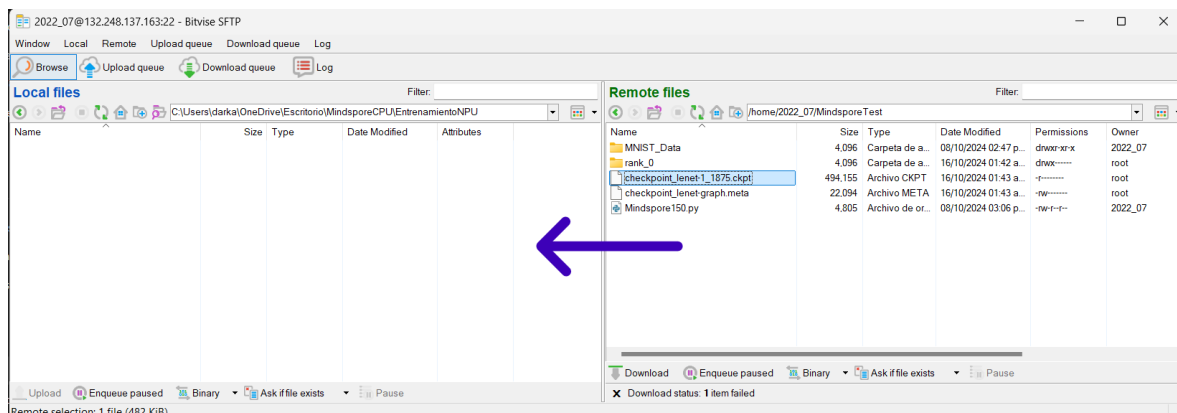 2022_07@132.248.137.163:22 - Bitvise SFTP
Window Local Remote Upload queue Download queue Log
Browse Upload queue Download queue Log
Local files Filter:
C:\Users\darka\OneDrive\Escritorio\MindsporeCPU\EntrenamientoNPU
Name Size Type Date Modified Attributes
Upload Enqueue paused Binary Ask if file exists Pause
Remote files Filter:
/home/2022_07/MindsporeTest
Name Size Type Date Modified Permissions Owner
MNIST_Data 4,096 Carpeta de a... 08/10/2024 02:47 p... drwxr-xr-x 2022_07
rank_0 4,096 Carpeta de a... 16/10/2024 01:42 a... drwx------ root
checkpoint_lenet-1_1875.ckpt 494,155 Archivo CKPT 16/10/2024 01:43 a... -r-------- root
checkpoint_lenet-graph.meta 22,094 Archivo META 16/10/2024 01:43 a... -rw------- root
Mindspore150.py 4,805 Archivo de or... 08/10/2024 03:06 p... -rw-r--r-- 2022_07
Download Enqueue paused Binary Ask if file exists Pause
Download status: 1 item failed
Remote selection: 1 file (482 KiB)